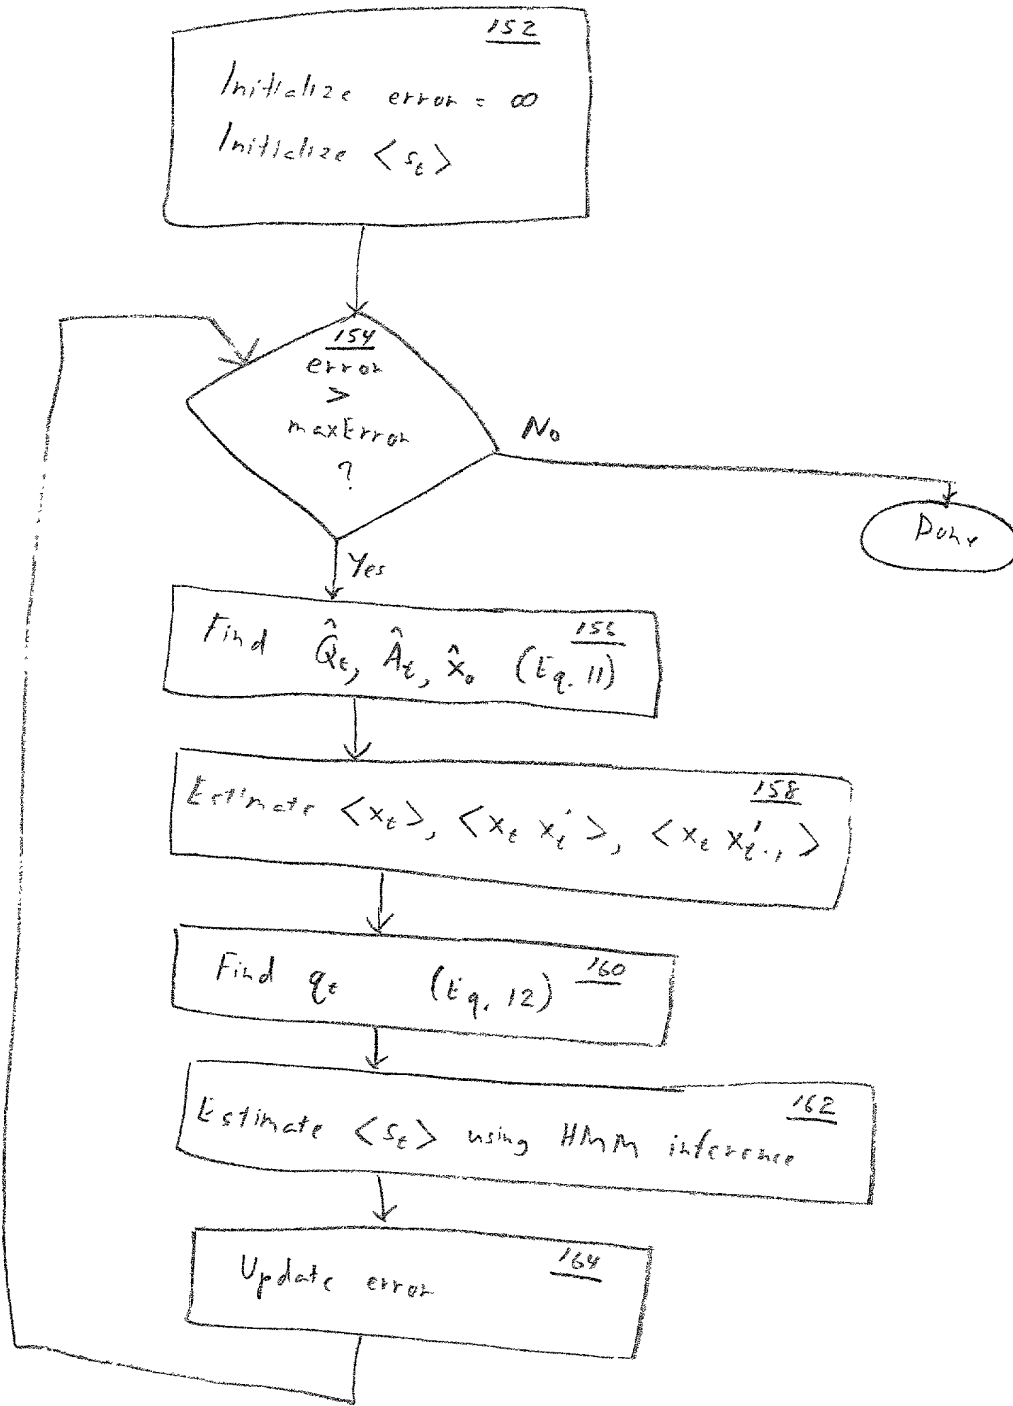 152
Initialize error = ∞
Initialize <s_t>
154
error
>
maxError
?
No
Done
Yes
156
Find Q̂_t, Â_t, x̂_0 (Eq. 11)
158
Estimate <x_t>, <x_t x_t'>, <x_t x_{t-1}'>
160
Find q_t (Eq. 12)
162
Estimate <s_t> using HMM inference
164
Update error